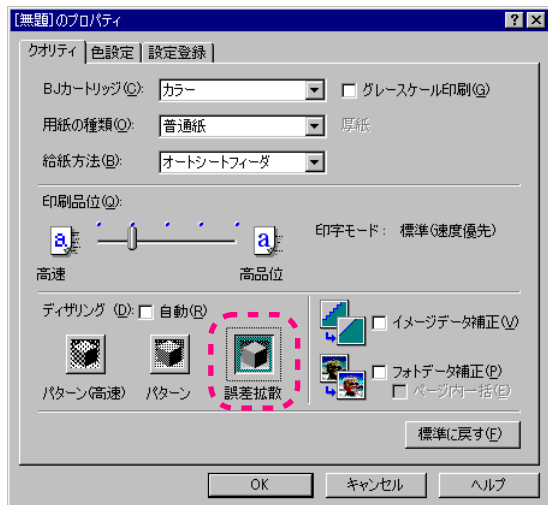 [無題]のプロパティ
クオリティ 色設定 設定登録
BJカートリッジ(C): カラー グレースケール印刷(G)
用紙の種類(O): 普通紙 厚紙
給紙方法(B): オートシートフィーダ
印刷品位(Q):
a a 印字モード: 標準(速度優先)
高速 高品位
ディザリング (D): 自動(R)
イメージデータ補正(V)
フォトデータ補正(P)
パターン(高速) パターン 誤差拡散 ページ内一括(E)
標準に戻す(F)
OK キャンセル ヘルプ